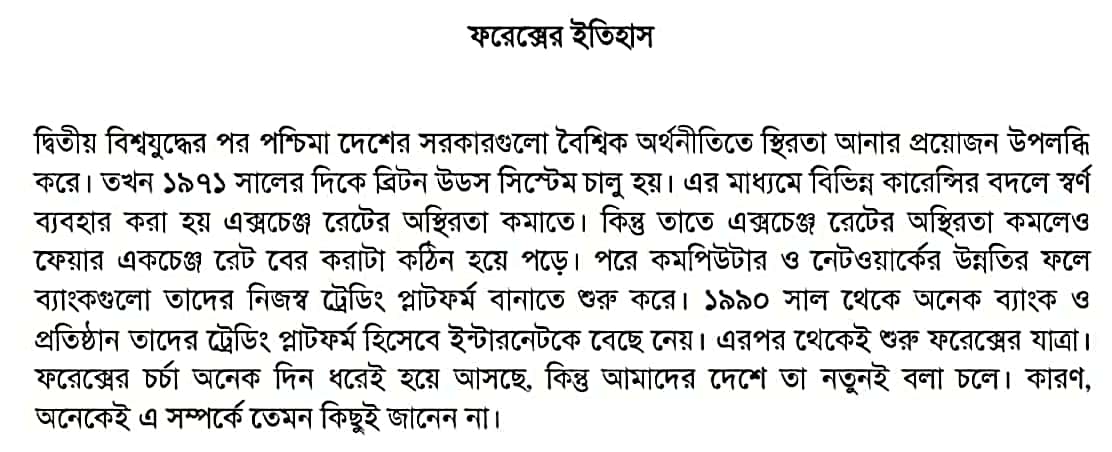 ফরেক্সের ইতিহাস
দ্বিতীয় বিশ্বযুদ্ধের পর পশ্চিমা দেশের সরকারগুলো বৈশ্বিক অর্থনীতিতে স্থিরতা আনার প্রয়োজন উপলব্ধি
করে। তখন ১৯৭১ সালের দিকে ব্রিটন উডস সিস্টেম চালু হয়। এর মাধ্যমে বিভিন্ন কারেন্সির বদলে স্বর্ণ
ব্যবহার করা হয় এক্সচেঞ্জ রেটের অস্থিরতা কমাতে। কিন্তু তাতে এক্সচেঞ্জ রেটের অস্থিরতা কমলেও
ফেয়ার একচেঞ্জ রেট বের করাটা কঠিন হয়ে পড়ে। পরে কমপিউটার ও নেটওয়ার্কের উন্নতির ফলে
ব্যাংকগুলো তাদের নিজস্ব ট্রেডিং প্লাটফর্ম বানাতে শুরু করে। ১৯৯০ সাল থেকে অনেক ব্যাংক ও
প্রতিষ্ঠান তাদের ট্রেডিং প্লাটফর্ম হিসেবে ইন্টারনেটকে বেছে নেয়। এরপর থেকেই শুরু ফরেক্সের যাত্রা।
ফরেক্সের চর্চা অনেক দিন ধরেই হয়ে আসছে, কিন্তু আমাদের দেশে তা নতুনই বলা চলে। কারণ,
অনেকেই এ সম্পর্কে তেমন কিছুই জানেন না।